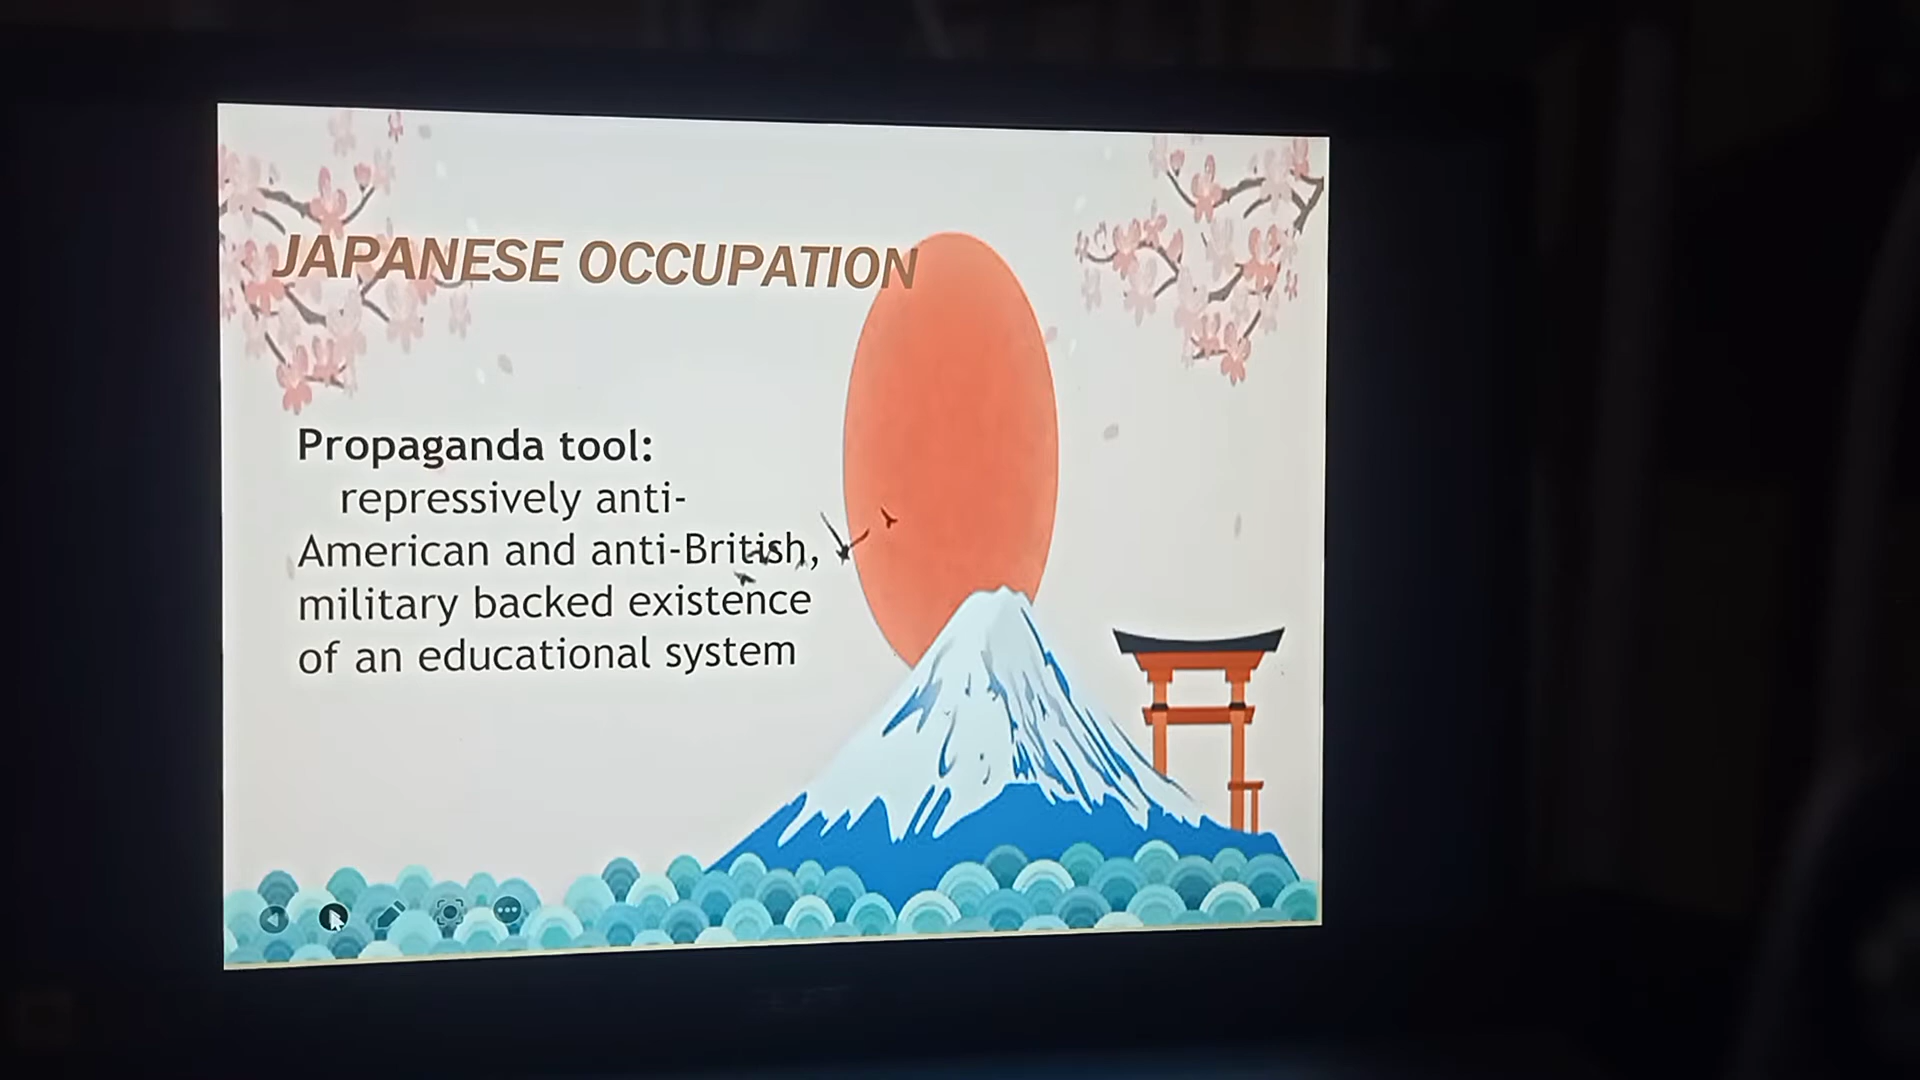 JAPANESE OCCUPATION
Propaganda tool:
repressively anti-
American and anti-British,
military backed existence
of an educational system